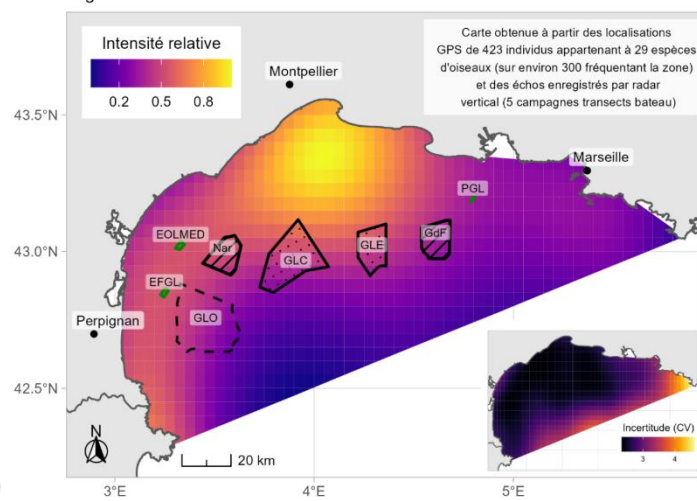 Intensité relative
0.2 0.4 0.6 0.8
Carte obtenue à partir des localisations
GPS de 423 individus appartenant à 29 espèces
d'oiseaux (sur environ 300 fréquentant la zone)
et des échos enregistrés par radar
vertical (5 campagnes transects bateau)
Montpellier
43.5°N
Marseille
PGL
EOLMED
Nar
GdF
43.0°N
GLE
GLC
EFGL
GLO
Perpignan
42.5°N
Incertitude (CV)
3 4
N
20 km
3°E 4°E 5°E